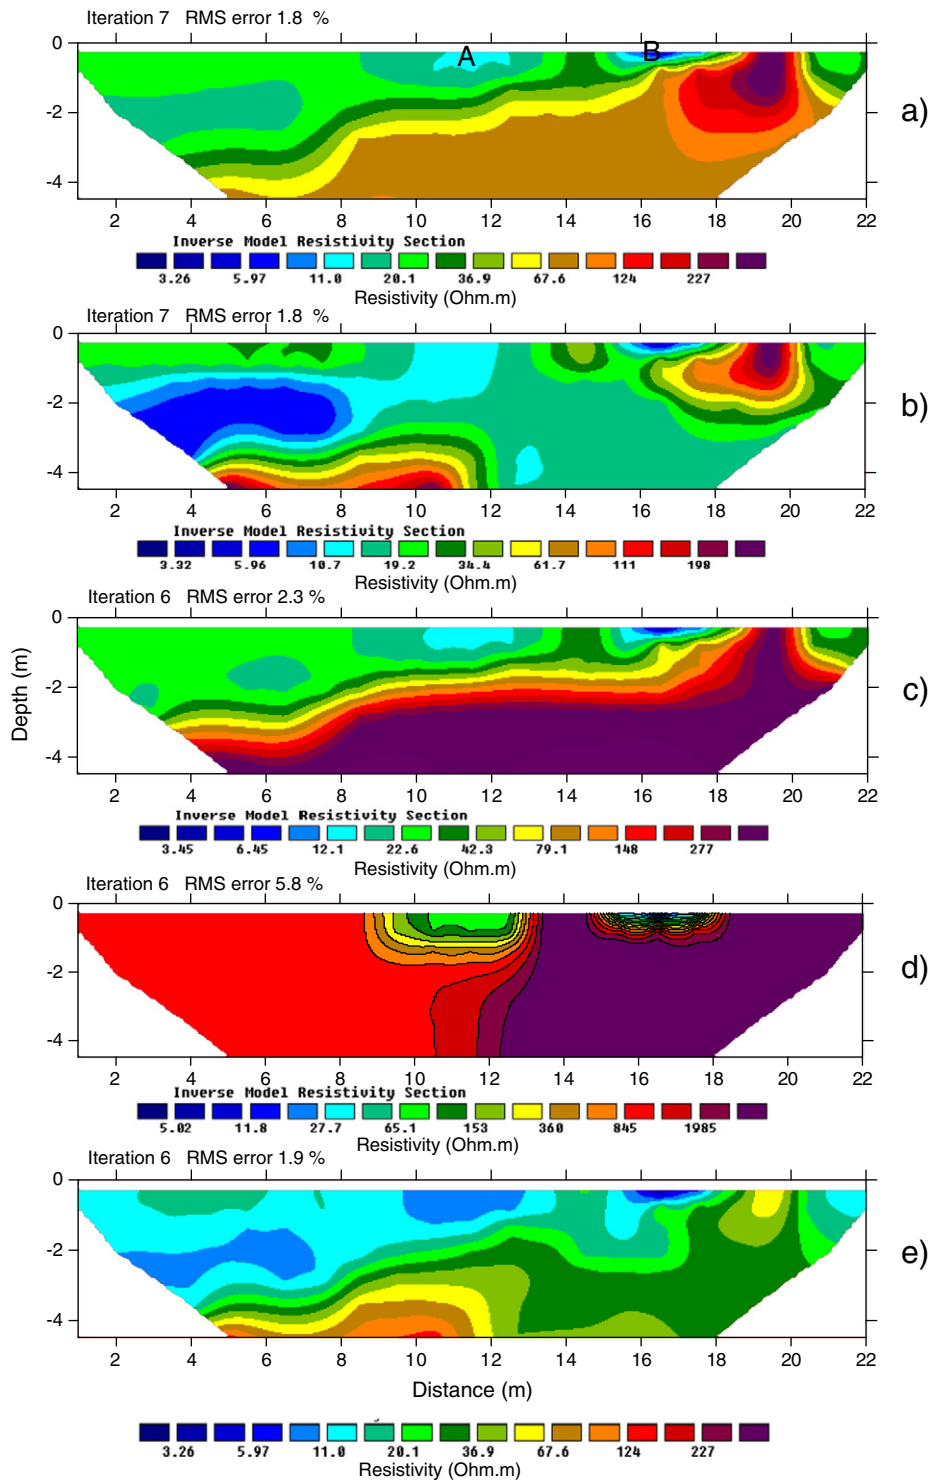 Iteration 7 RMS error 1.8 %
0
A
B
-2
a)
-4
2 4 6 8 10 12 14 16 18 20 22
Inverse Model Resistivity Section
3.26 5.97 11.0 20.1 36.9 67.6 124 227
Resistivity (Ohm.m)
Iteration 7 RMS error 1.8 %
0
-2
b)
-4
2 4 6 8 10 12 14 16 18 20 22
Inverse Model Resistivity Section
3.32 5.96 10.7 19.2 34.4 61.7 111 198
Resistivity (Ohm.m)
Iteration 6 RMS error 2.3 %
0
-2
c)
Depth (m)
-4
2 4 6 8 10 12 14 16 18 20 22
Inverse Model Resistivity Section
3.45 6.45 12.1 22.6 42.3 79.1 148 277
Resistivity (Ohm.m)
Iteration 6 RMS error 5.8 %
0
-2
d)
-4
2 4 6 8 10 12 14 16 18 20 22
Inverse Model Resistivity Section
5.02 11.8 27.7 65.1 153 360 845 1985
Resistivity (Ohm.m)
Iteration 6 RMS error 1.9 %
0
-2
e)
-4
2 4 6 8 10 12 14 16 18 20 22
Distance (m)
3.26 5.97 11.0 20.1 36.9 67.6 124 227
Resistivity (Ohm.m)